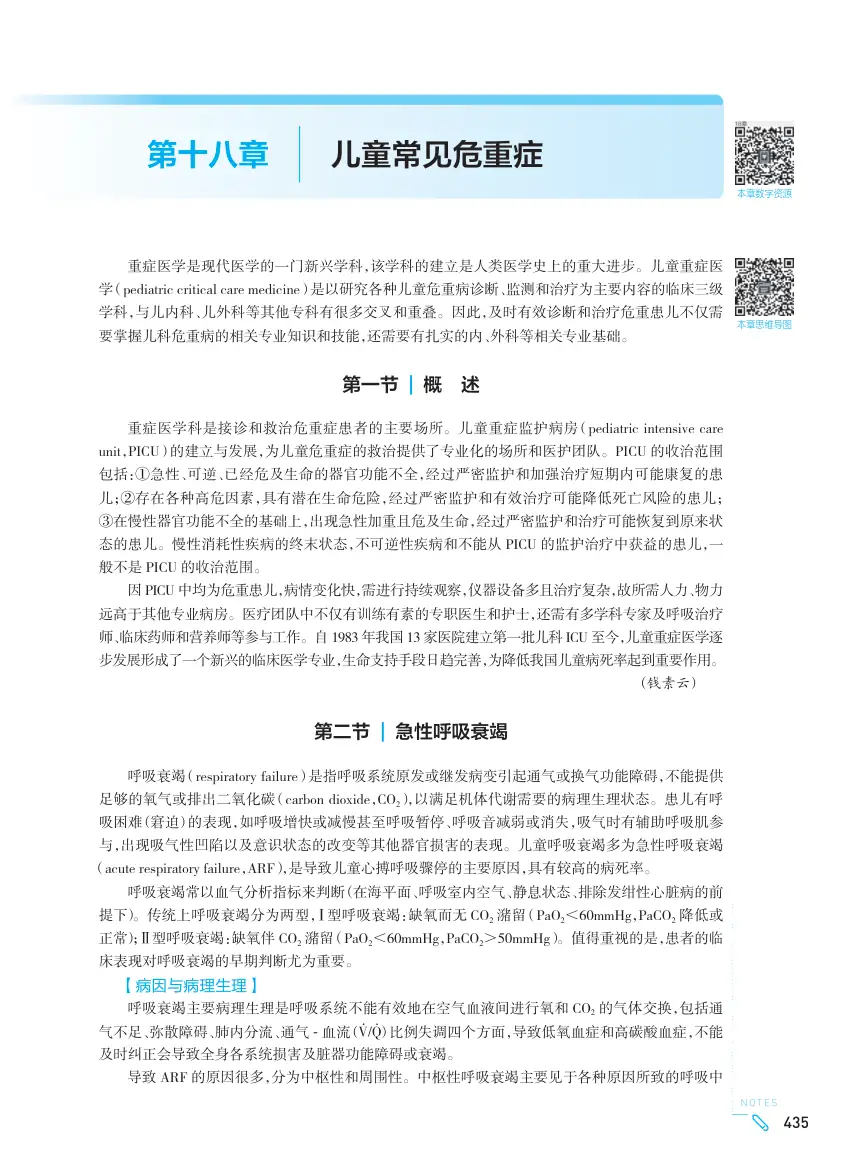 第十八章
儿童常见危重症
18章
本章数字资源
重症医学是现代医学的一门新兴学科,该学科的建立是人类医学史上的重大进步。儿童重症医
学(pediatric critical care medicine)是以研究各种儿童危重病诊断、监测和治疗为主要内容的临床三级
学科,与儿内科、儿外科等其他专科有很多交叉和重叠。因此,及时有效诊断和治疗危重患儿不仅需
要掌握儿科危重病的相关专业知识和技能,还需要有扎实的内、外科等相关专业基础。
本章思维导图
第一节 | 概 述
重症医学科是接诊和救治危重症患者的主要场所。儿童重症监护病房(pediatric intensive care
unit,PICU)的建立与发展,为儿童危重症的救治提供了专业化的场所和医护团队。PICU 的收治范围
包括:①急性、可逆、已经危及生命的器官功能不全,经过严密监护和加强治疗短期内可能康复的患
儿;②存在各种高危因素,具有潜在生命危险,经过严密监护和有效治疗可能降低死亡风险的患儿;
③在慢性器官功能不全的基础上,出现急性加重且危及生命,经过严密监护和治疗可能恢复到原来状
态的患儿。慢性消耗性疾病的终末状态,不可逆性疾病和不能从 PICU 的监护治疗中获益的患儿,一
般不是 PICU 的收治范围。
因 PICU 中均为危重患儿,病情变化快,需进行持续观察,仪器设备多且治疗复杂,故所需人力、物力
远高于其他专业病房。医疗团队中不仅有训练有素的专职医生和护士,还需有多学科专家及呼吸治疗
师、临床药师和营养师等参与工作。自 1983 年我国 13 家医院建立第一批儿科 ICU 至今,儿童重症医学逐
步发展形成了一个新兴的临床医学专业,生命支持手段日趋完善,为降低我国儿童病死率起到重要作用。
(钱素云)
第二节 | 急性呼吸衰竭
呼吸衰竭(respiratory failure)是指呼吸系统原发或继发病变引起通气或换气功能障碍,不能提供
足够的氧气或排出二氧化碳(carbon dioxide,CO₂),以满足机体代谢需要的病理生理状态。患儿有呼
吸困难(窘迫)的表现,如呼吸增快或减慢甚至呼吸暂停、呼吸音减弱或消失,吸气时有辅助呼吸肌参
与,出现吸气性凹陷以及意识状态的改变等其他器官损害的表现。儿童呼吸衰竭多为急性呼吸衰竭
(acute respiratory failure,ARF),是导致儿童心搏呼吸骤停的主要原因,具有较高的病死率。
呼吸衰竭常以血气分析指标来判断(在海平面、呼吸室内空气、静息状态、排除发绀性心脏病的前
提下)。传统上呼吸衰竭分为两型,Ⅰ型呼吸衰竭:缺氧而无 CO₂ 潴留(PaO₂<60mmHg,PaCO₂ 降低或
正常);Ⅱ型呼吸衰竭:缺氧伴 CO₂ 潴留(PaO₂<60mmHg,PaCO₂>50mmHg)。值得重视的是,患者的临
床表现对呼吸衰竭的早期判断尤为重要。
【病因与病理生理】
呼吸衰竭主要病理生理是呼吸系统不能有效地在空气血液间进行氧和 CO₂ 的气体交换,包括通
气不足、弥散障碍、肺内分流、通气 - 血流(V̇/Q̇)比例失调四个方面,导致低氧血症和高碳酸血症,不能
及时纠正会导致全身各系统损害及脏器功能障碍或衰竭。
导致 ARF 的原因很多,分为中枢性和周围性。中枢性呼吸衰竭主要见于各种原因所致的呼吸中
NOTES
435